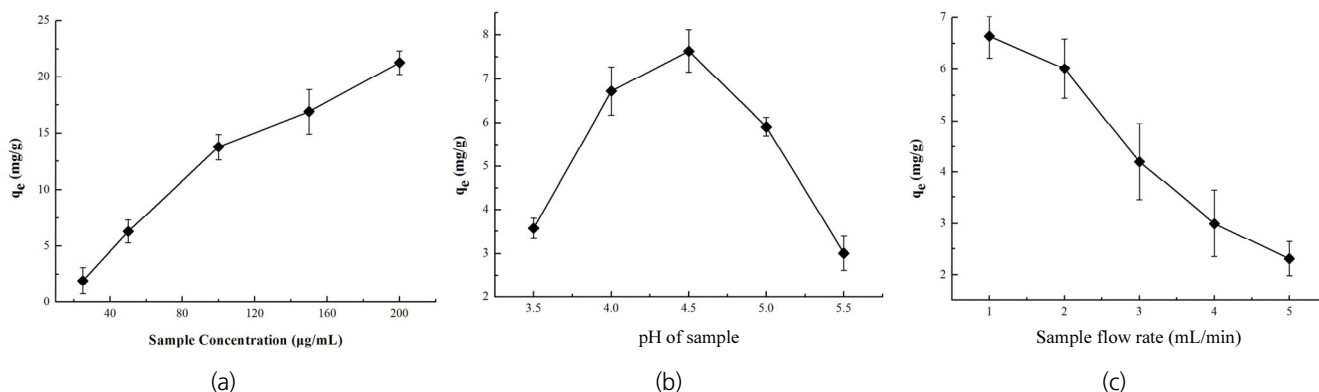 25
20
15
10
5
0
q_e (mg/g)
40 80 120 160 200
Sample Concentration (μg/mL)
(a)
9
8
7
6
5
4
3
2
q_e (mg/g)
3.5 4.0 4.5 5.0 5.5
pH of sample
(b)
7
6
5
4
3
2
q_e (mg/g)
1 2 3 4 5
Sample flow rate (mL/min)
(c)